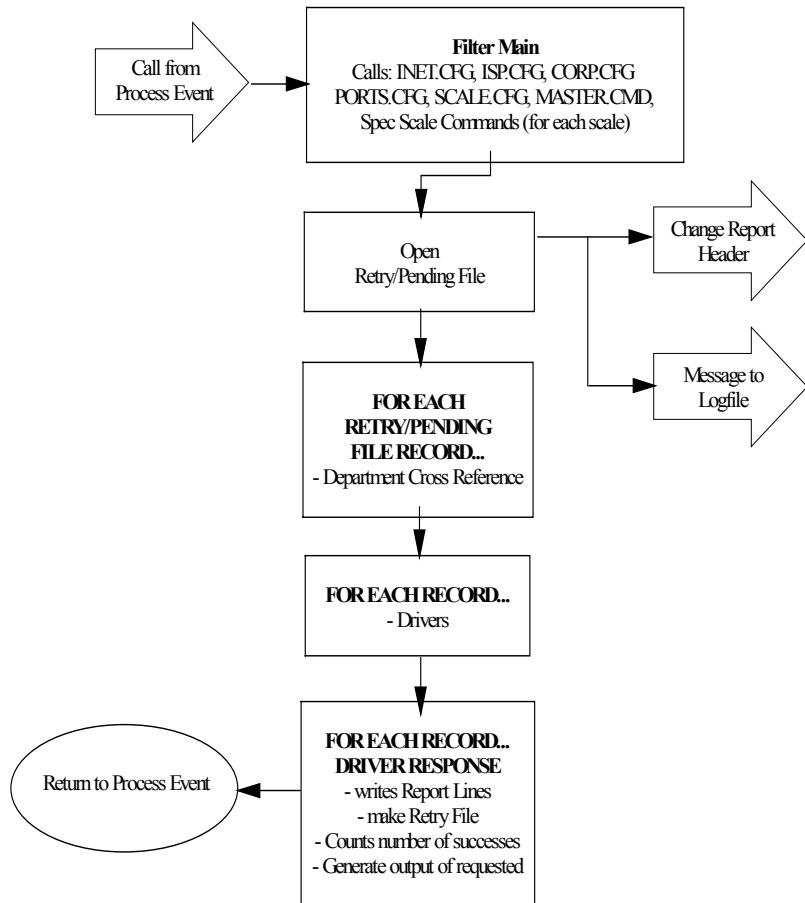 Call from
Process Event
Filter Main
Calls: INET.CFG, ISP.CFG, CORP.CFG
PORTS.CFG, SCALE.CFG, MASTER.CMD,
Spec Scale Commands (for each scale)
Open
Retry/Pending File
Change Report
Header
Message to
Logfile
FOR EACH
RETRY/PENDING
FILE RECORD...
- Department Cross Reference
FOR EACH RECORD...
- Drivers
FOR EACH RECORD...
DRIVER RESPONSE
- writes Report Lines
- make Retry File
- Counts number of successes
- Generate output of requested
Return to Process Event